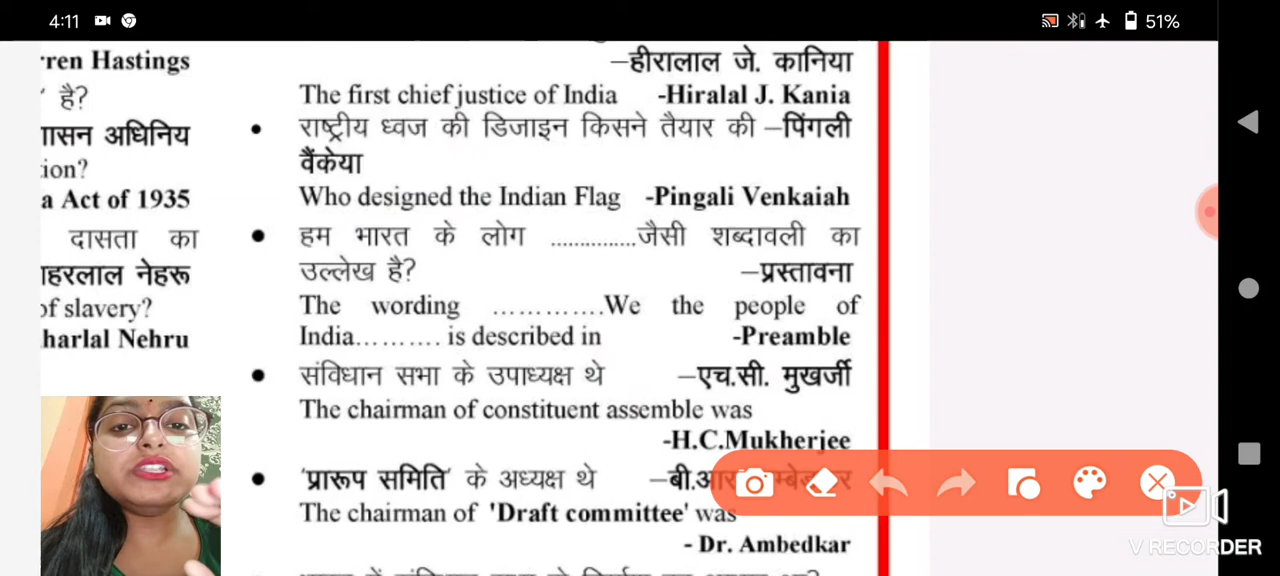 4:11
51%
rren Hastings
है?
गासन अधिनिय
ion?
a Act of 1935
दासता का
ाहरलाल नेहरू
of slavery?
harlal Nehru
–हीरालाल जे. कानिया
The first chief justice of India -Hiralal J. Kania
• राष्ट्रीय ध्वज की डिजाइन किसने तैयार की –पिंगली
वैंकेया
Who designed the Indian Flag -Pingali Venkaiah
• हम भारत के लोग ..............जैसी शब्दावली का
उल्लेख है? –प्रस्तावना
The wording ………….We the people of
India………. is described in -Preamble
• संविधान सभा के उपाध्यक्ष थे –एच.सी. मुखर्जी
The chairman of constituent assemble was
-H.C.Mukherjee
• 'प्रारूप समिति' के अध्यक्ष थे –बी.आर
The chairman of 'Draft committee' was
- Dr. Ambedkar
V RECORDER